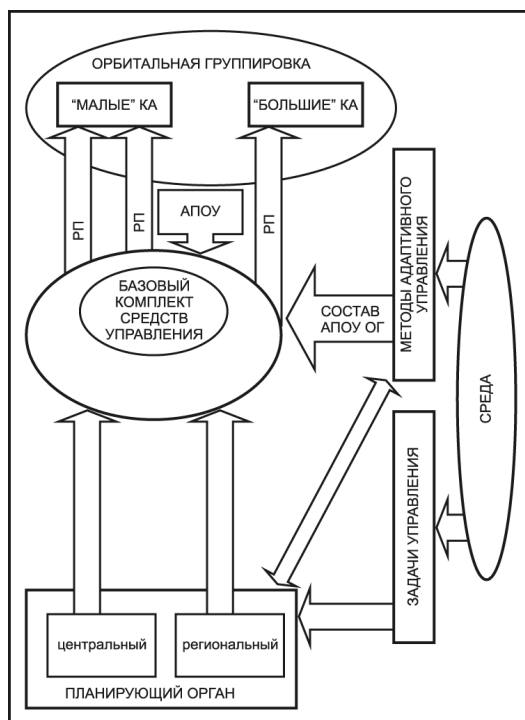 ОРБИТАЛЬНАЯ ГРУППИРОВКА
"МАЛЫЕ" КА
"БОЛЬШИЕ" КА
РП
РП
АПОУ
РП
БАЗОВЫЙ
КОМПЛЕКТ
СРЕДСТВ
УПРАВЛЕНИЯ
СОСТАВ
АПОУ ОГ
МЕТОДЫ АДАПТИВНОГО
УПРАВЛЕНИЯ
СРЕДА
ЗАДАЧИ УПРАВЛЕНИЯ
центральный
региональный
ПЛАНИРУЮЩИЙ ОРГАН